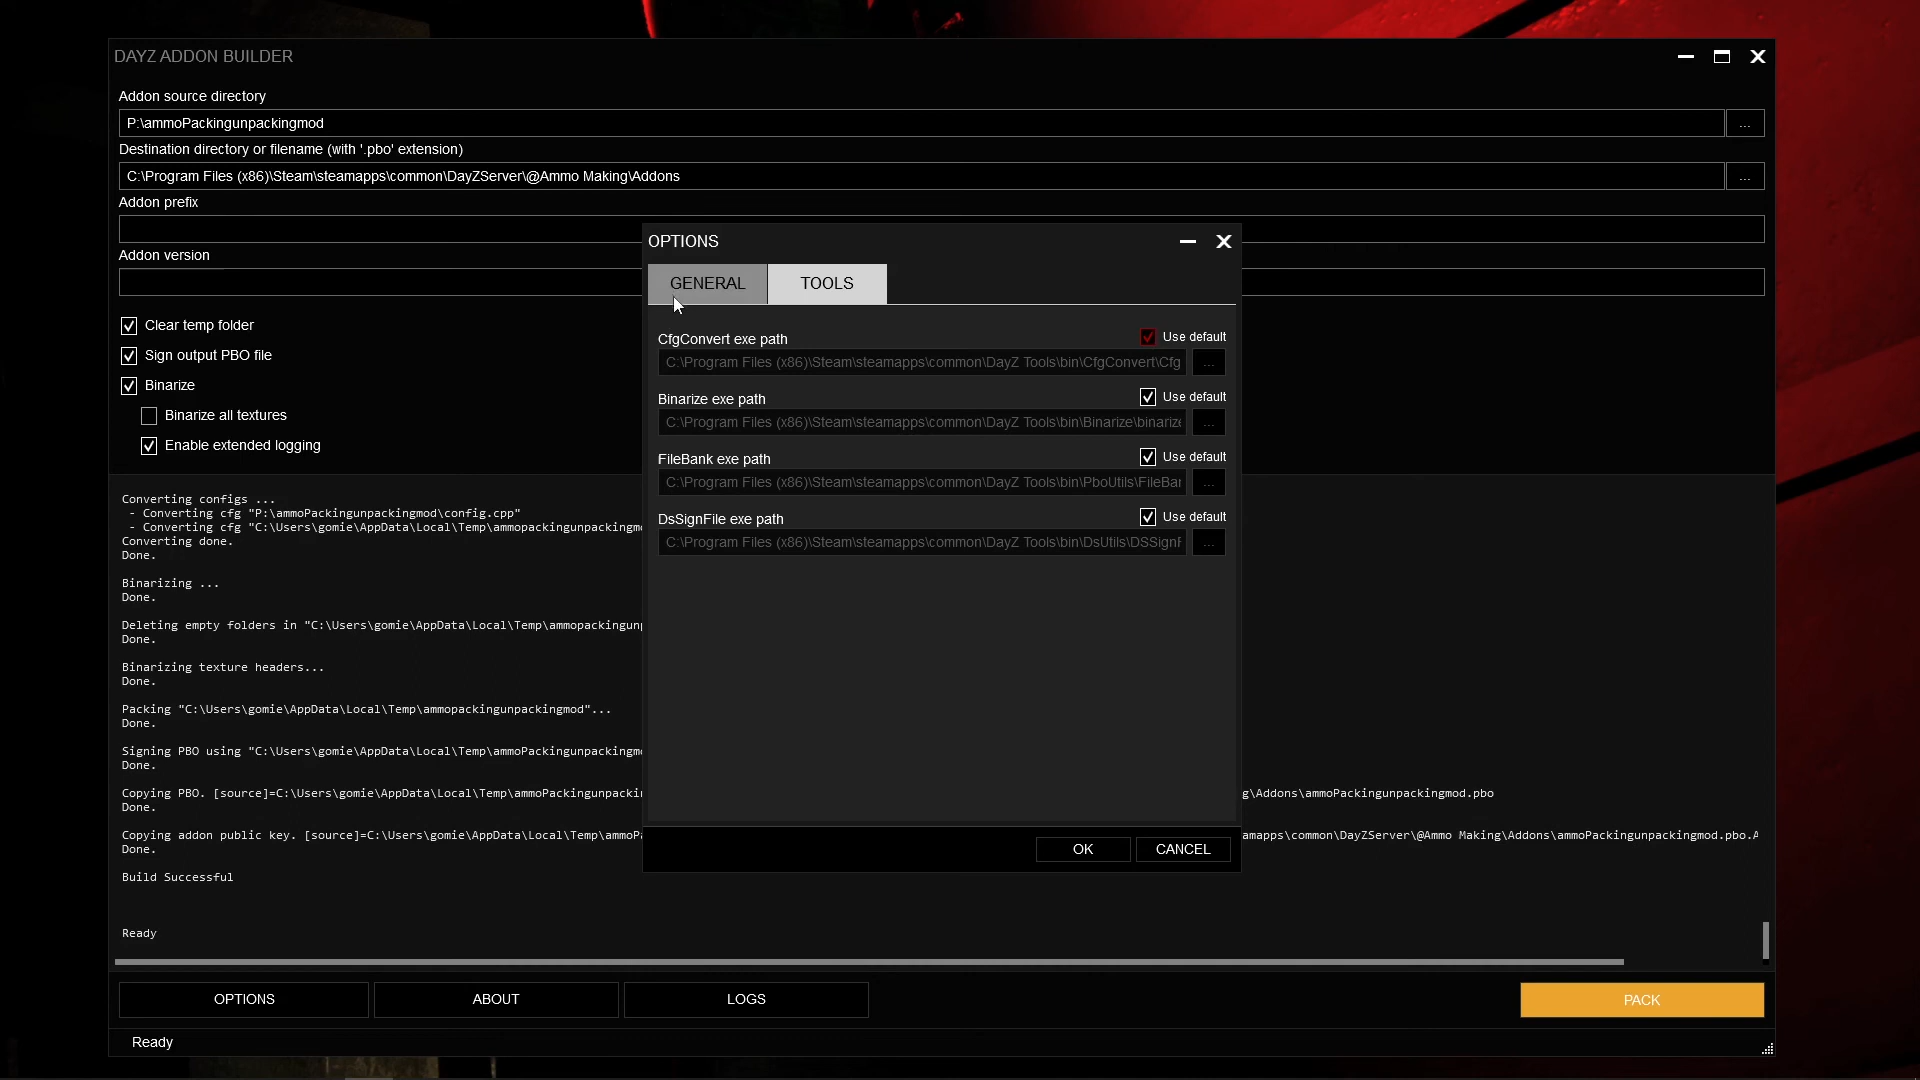 DAYZ ADDON BUILDER
Addon source directory
P:\ammoPackingunpackingmod
...
Destination directory or filename (with '.pbo' extension)
C:\Program Files (x86)\Steam\steamapps\common\DayZServer\@Ammo Making\Addons
...
Addon prefix
Addon version
Clear temp folder
Sign output PBO file
Binarize
Binarize all textures
Enable extended logging
OPTIONS
GENERAL
TOOLS
CfgConvert exe path
Use default
C:\Program Files (x86)\Steam\steamapps\common\DayZ Tools\bin\CfgConvert\Cfg
...
Binarize exe path
Use default
C:\Program Files (x86)\Steam\steamapps\common\DayZ Tools\bin\Binarize\binarize
...
FileBank exe path
Use default
C:\Program Files (x86)\Steam\steamapps\common\DayZ Tools\bin\PboUtils\FileBar
...
DsSignFile exe path
Use default
C:\Program Files (x86)\Steam\steamapps\common\DayZ Tools\bin\DsUtils\DSSignF
...
OK
CANCEL
Converting configs ...
- Converting cfg "P:\ammoPackingunpackingmod\config.cpp"
- Converting cfg "C:\Users\gomie\AppData\Local\Temp\ammopackingunpackingm
Converting done.
Done.
Binarizing ...
Done.
Deleting empty folders in "C:\Users\gomie\AppData\Local\Temp\ammopackingun
Done.
Binarizing texture headers...
Done.
Packing "C:\Users\gomie\AppData\Local\Temp\ammopackingunpackingmod"...
Done.
Signing PBO using "C:\Users\gomie\AppData\Local\Temp\ammoPackingunpackingm
Done.
Copying PBO. [source]=C:\Users\gomie\AppData\Local\Temp\ammoPackingunpacki g\Addons\ammoPackingunpackingmod.pbo
Done.
Copying addon public key. [source]=C:\Users\gomie\AppData\Local\Temp\ammoP amapps\common\DayZServer\@Ammo Making\Addons\ammoPackingunpackingmod.pbo.A
Done.
Build Successful
Ready
OPTIONS
ABOUT
LOGS
PACK
Ready